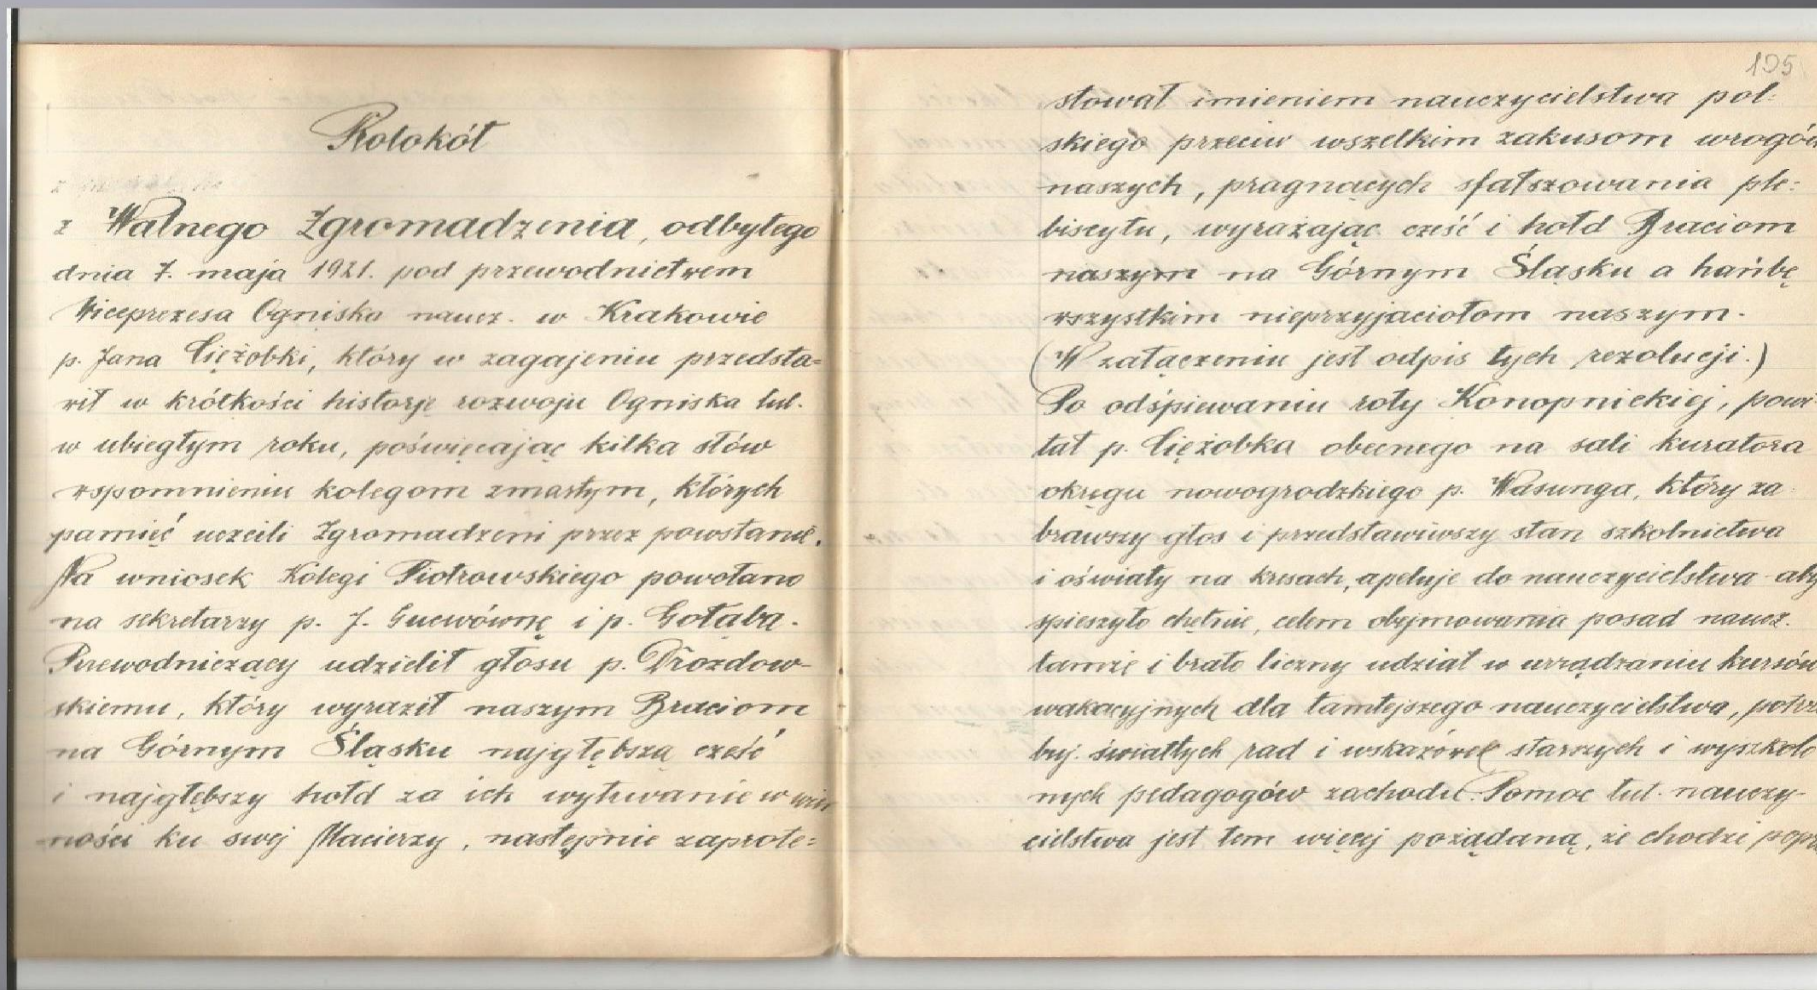 Protokół
z Walnego Zgromadzenia, odbytego
dnia 7. maja 1921. pod przewodnictwem
Wiceprezesa Ogniska naucz. w Krakowie
p. Jana Ciężobki, który w zagajeniu przedsta=
wił w krótkości historję rozwoju Ogniska tut.
w ubiegłym roku, poświęcając kilka słów
wspomnieniu kolegom zmarłym, których
pamięć uczcili Zgromadzeni przez powstanie.
Na wniosek Kolegi Piotrowskiego powołano
na sekretarzy p. J. Gucwównę i p. Gołąba.
Przewodniczący udzielił głosu p. Drozdow-
skiemu, który wyraził naszym Braciom
na Górnym Śląsku najgłębszą cześć
i najgłębszy hołd za ich wytrwanie w
ności ku swej Macierzy, następnie zaprote=
195
stował imieniem nauczycielstwa pol=
skiego przeciw wszelkim zakusom wrogów
naszych, pragnących sfałszowania ple=
biscytu, wyrażając cześć i hołd Braciom
naszym na Górnym Śląsku a hańbę
wszystkim nieprzyjaciołom naszym.
(W załączeniu jest odpis tych rezolucji.)
Po odśpiewaniu roty Konopnickiej, powi-
tał p. Ciężobka obecnego na sali kuratora
okręgu nowogrodzkiego p. Wasunga, który za-
brawszy głos i przedstawiwszy stan szkolnictwa
i oświaty na kresach, apeluje do nauczycielstwa aby
spieszyło chętnie, celem objmowania posad naucz.
tamże i brało liczny udział w urządzaniu kursów
wakacyjnych dla tamtejszego nauczycielstwa, potrze
buj. światłych rad i wskazówek starszych i wyszkolo
nych pedagogów zachodu. Pomoc tut. nauczy-
cielstwa jest tem więcej pożądaną, że chodzi